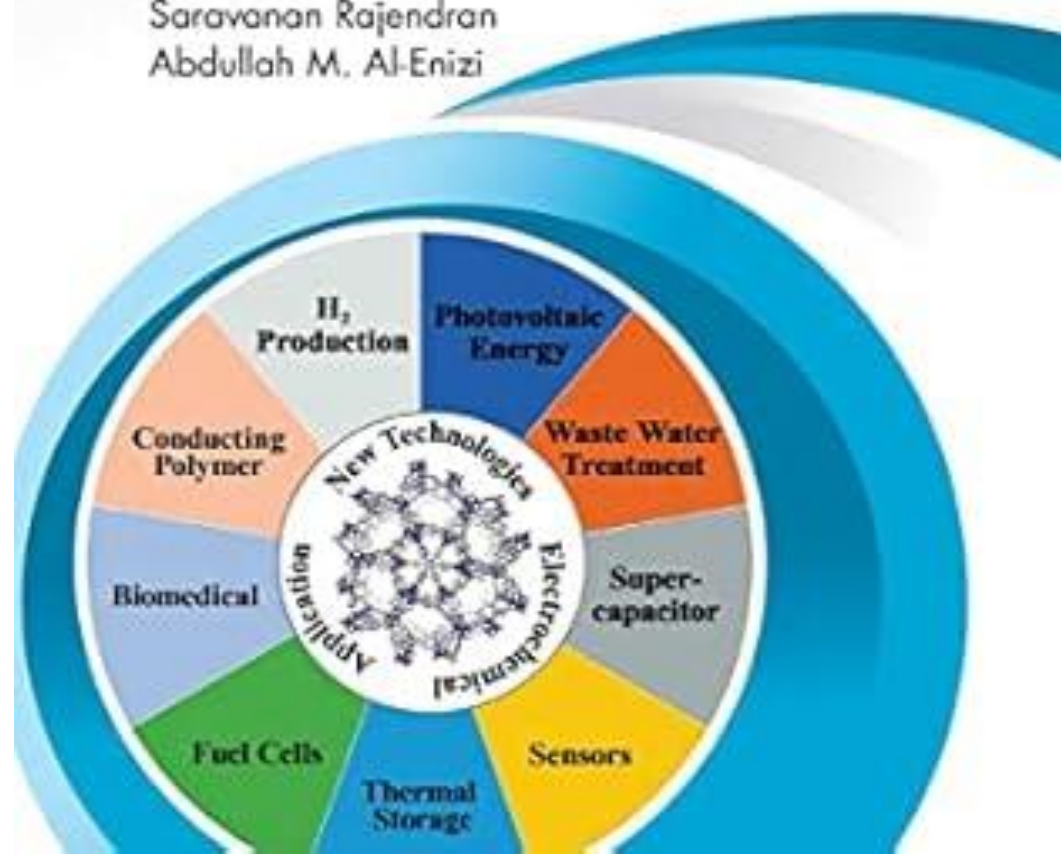 Saravanan Rajendran
Abdullah M. Al-Enizi
H₂
Production
Photovoltaic
Energy
Waste Water
Treatment
Super-
capacitor
Sensors
Thermal
Storage
Fuel Cells
Biomedical
Conducting
Polymer
New Technologies
Electrochemical
Application